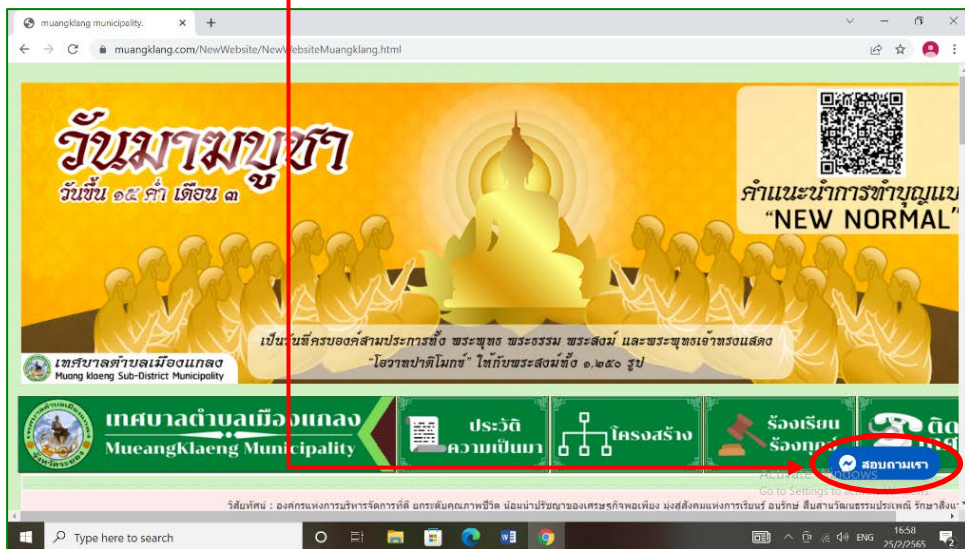 muangklang municipality.
muangklang.com/NewWebsite/NewWebsiteMuangklang.html
วันมาฆบูชา
วันขึ้น ๑๕ ค่ำ เดือน ๓
คำแนะนำการทำบุญแบ
"NEW NORMAL"
เป็นวันที่ครบองค์สามประการทั้ง พระพุทธ พระธรรม พระสงฆ์ และพระพุทธเจ้าทรงแสดง
"โอวาทปาติโมกข์" ให้กับพระสงฆ์ทั้ง ๑,๒๕๐ รูป
เทศบาลตำบลเมืองแกลง
Muang klaeng Sub-District Municipality
เทศบาลตำบลเมืองแกลง
MueangKlaeng Municipality
ประวัติ
ความเป็นมา
โครงสร้าง
ร้องเรียน
ร้องทุกข์
ติด
สอบถามเรา
Activate Windows
Go to Settings to activate Windows.
วิสัยทัศน์ : องค์กรแห่งการบริหารจัดการที่ดี ยกระดับคุณภาพชีวิต น้อมนำปรัชญาของเศรษฐกิจพอเพียง มุ่งสู่สังคมแห่งการเรียนรู้ อนุรักษ์ สืบสานวัฒนธรรมประเพณี รักษาสิ่งแว
Type here to search
ENG
16:58
25/2/2565